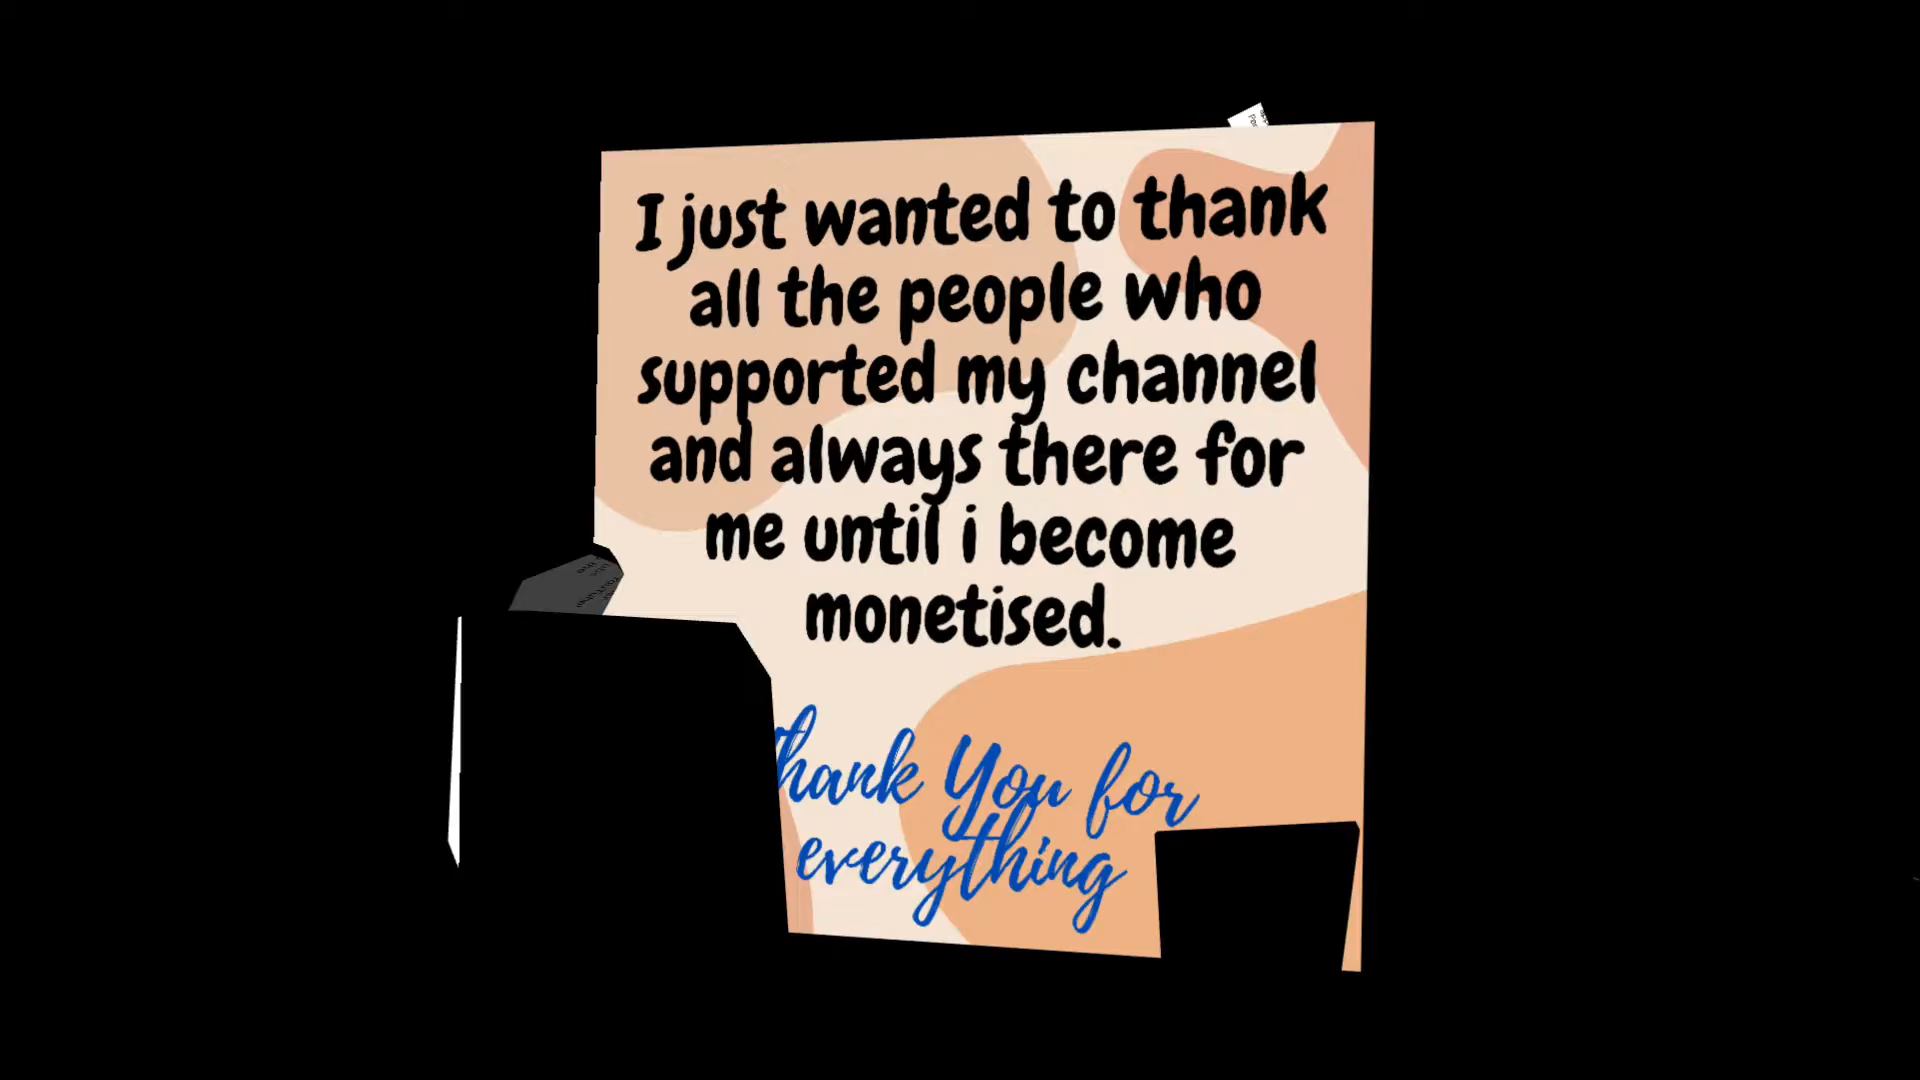 I just wanted to thank
all the people who
supported my channel
and always there for
me until i become
monetised.
hank You for
everything